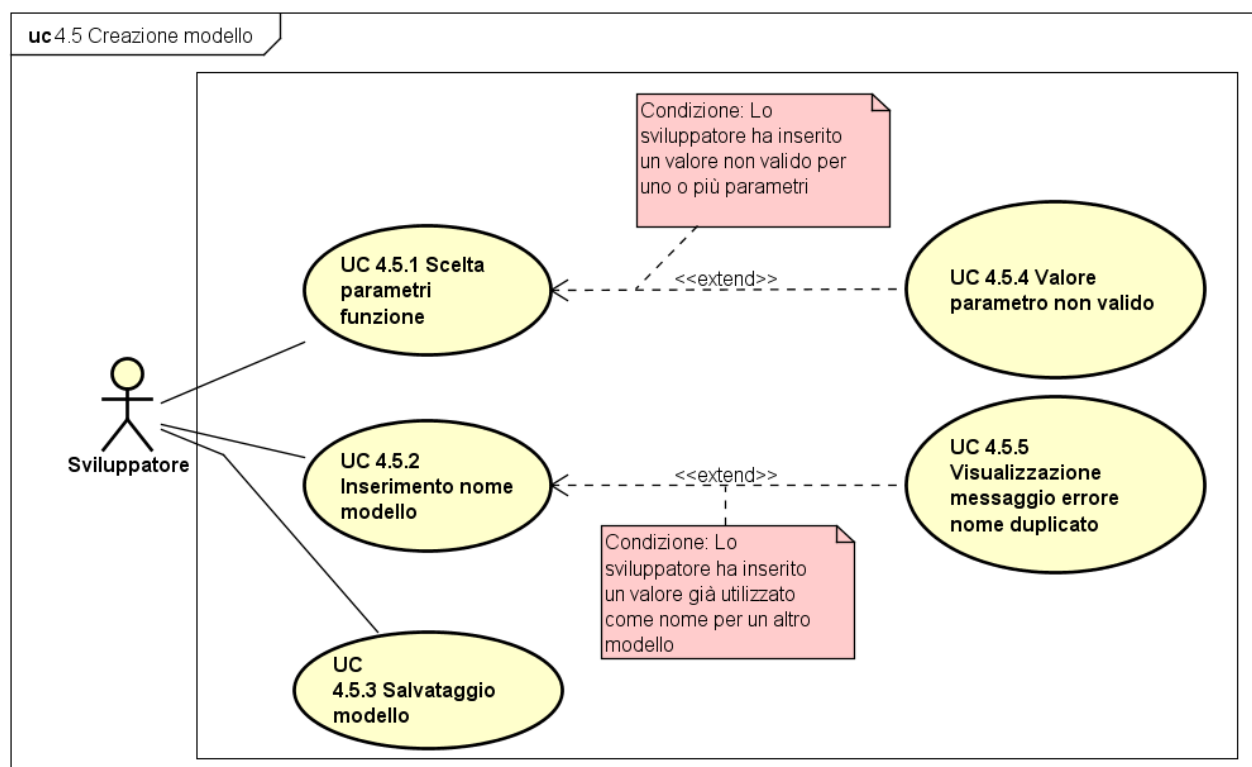 uc 4.5 Creazione modello
Condizione: Lo
sviluppatore ha inserito
un valore non valido per
uno o più parametri
UC 4.5.1 Scelta
parametri
funzione
<<extend>>
UC 4.5.4 Valore
parametro non valido
Sviluppatore
UC 4.5.2
Inserimento nome
modello
<<extend>>
UC 4.5.5
Visualizzazione
messaggio errore
nome duplicato
Condizione: Lo
sviluppatore ha inserito
un valore già utilizzato
come nome per un altro
modello
UC
4.5.3 Salvataggio
modello